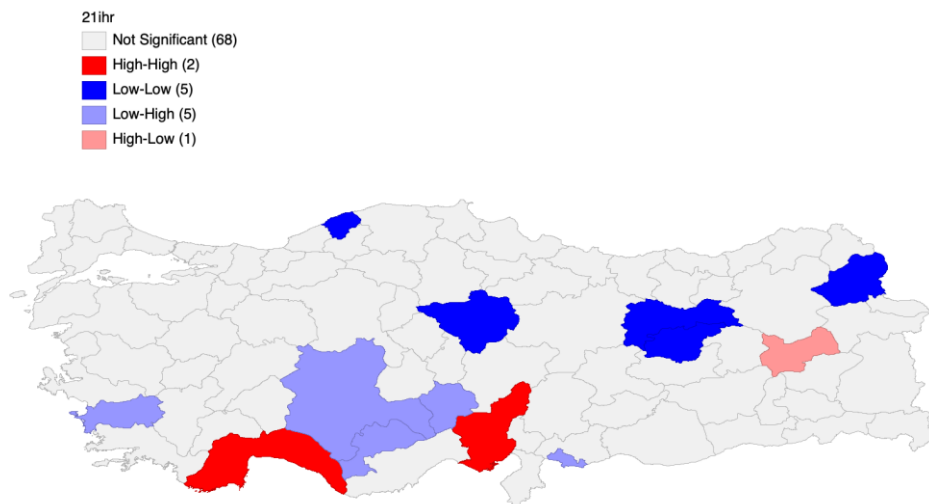 21ihr
Not Significant (68)
High-High (2)
Low-Low (5)
Low-High (5)
High-Low (1)